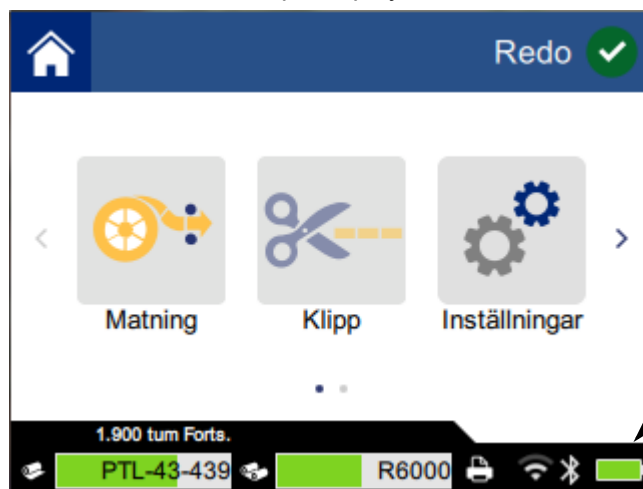 Redo
Matning Klipp Inställningar
1.900 tum Forts.
PTL-43-439 R6000